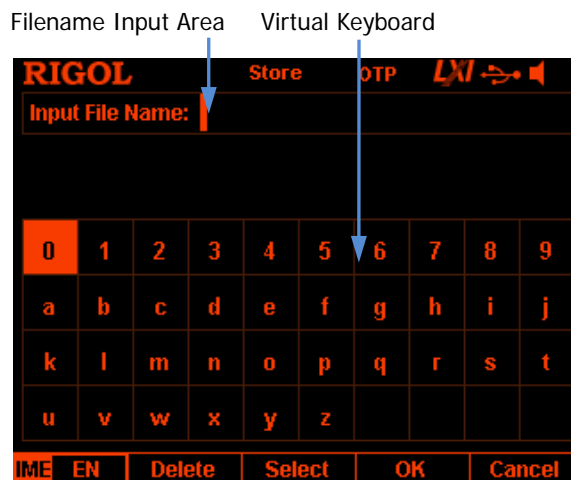 Filename Input Area Virtual Keyboard
RIGOL Store OTP LXI
Input File Name:
0 1 2 3 4 5 6 7 8 9
a b c d e f g h i j
k l m n o p q r s t
u v w x y z
IME EN Delete Select OK Cancel